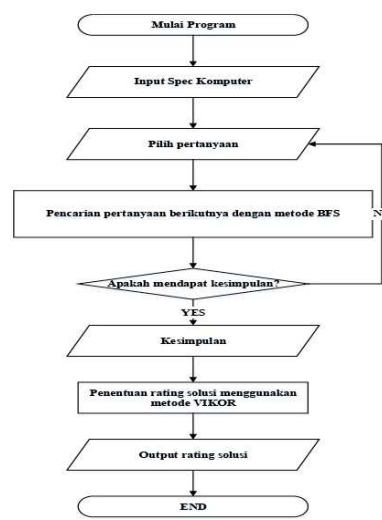 Mulai Program
Input Spec Komputer
Pilih pertanyaan
Pencarian pertanyaan berikutnya dengan metode BFS
N
Apakah mendapat kesimpulan?
YES
Kesimpulan
Penentuan rating solusi menggunakan
metode VIKOR
Output rating solusi
END